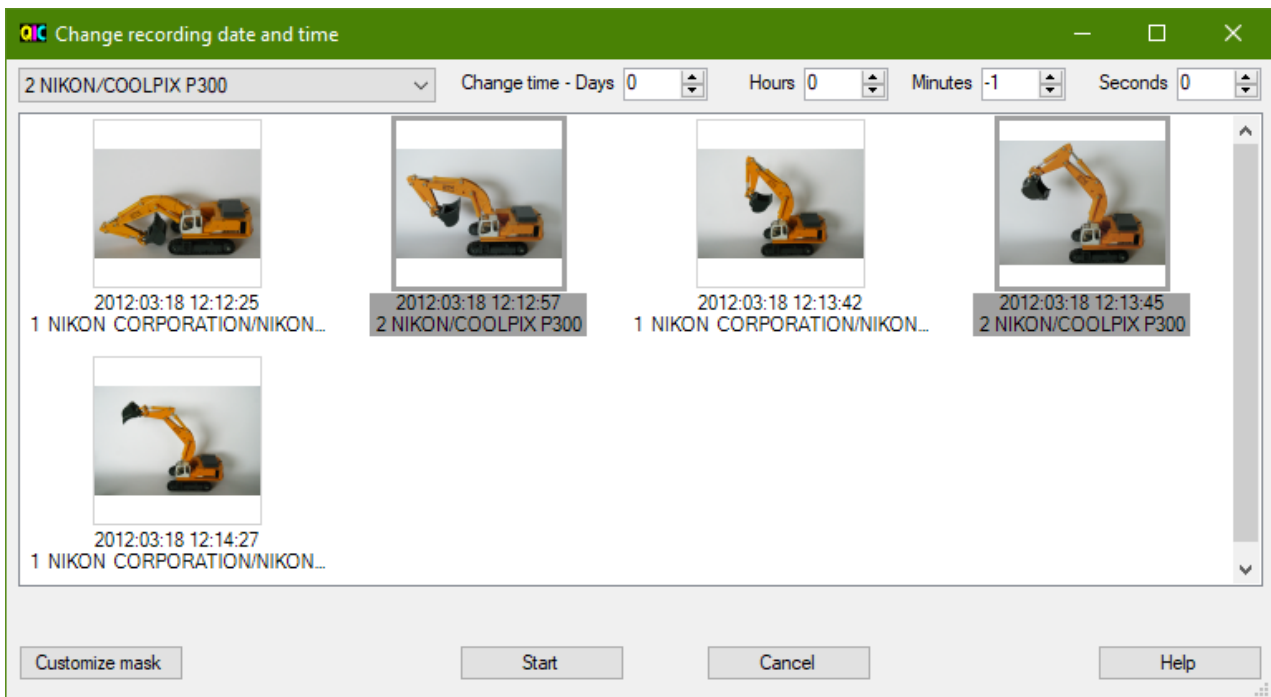 QIC Change recording date and time
2 NIKON/COOLPIX P300 Change time - Days 0 Hours 0 Minutes -1 Seconds 0
2012:03:18 12:12:25
1 NIKON CORPORATION/NIKON...
2012:03:18 12:12:57
2 NIKON/COOLPIX P300
2012:03:18 12:13:42
1 NIKON CORPORATION/NIKON...
2012:03:18 12:13:45
2 NIKON/COOLPIX P300
2012:03:18 12:14:27
1 NIKON CORPORATION/NIKON...
Customize mask Start Cancel Help